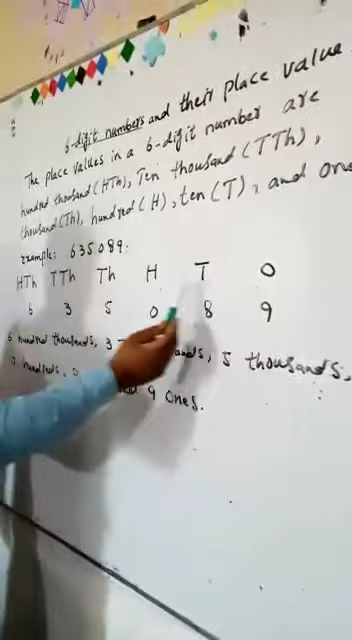 6-digit numbers and their place value
The place values in a 6-digit number are
hundred thousand (HTh), Ten thousand (TTh),
thousand (Th), hundred (H), ten (T), and one
Example: 635089.
HTh TTh Th H T O
6 3 5 0 8 9
6 hundred thousands, 3 ands, 5 thousands,
hundreds, 9 ones.